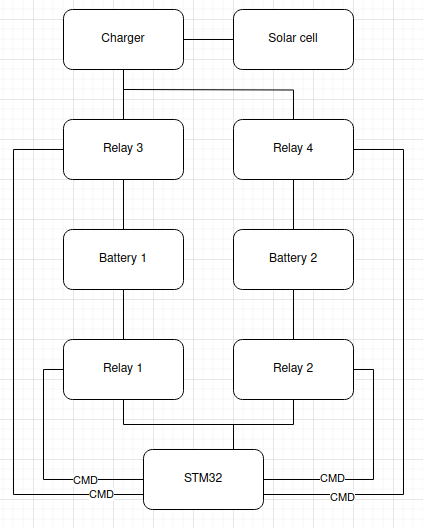 Charger
Solar cell
Relay 3
Relay 4
Battery 1
Battery 2
Relay 1
Relay 2
STM32
CMD
CMD
CMD
CMD